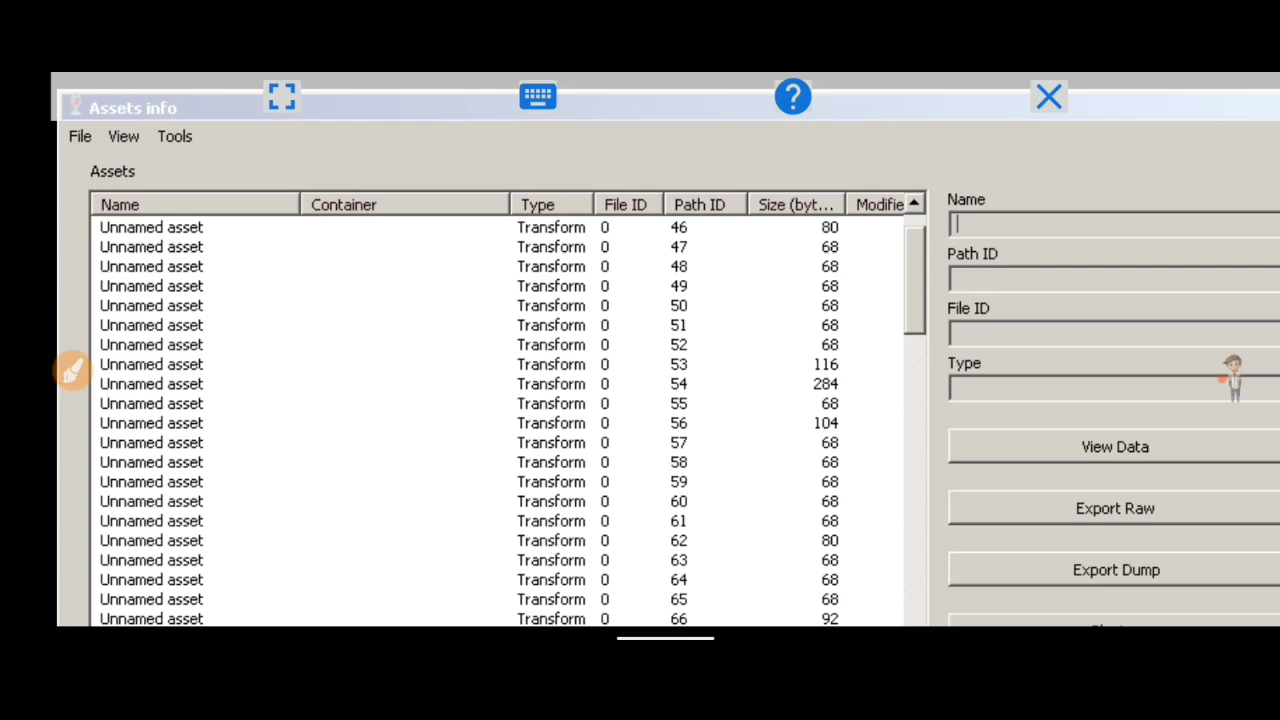 Assets info
File View Tools
Assets
Name Container Type File ID Path ID Size (byt... Modifie
Unnamed asset Transform 0 46 80
Unnamed asset Transform 0 47 68
Unnamed asset Transform 0 48 68
Unnamed asset Transform 0 49 68
Unnamed asset Transform 0 50 68
Unnamed asset Transform 0 51 68
Unnamed asset Transform 0 52 68
Unnamed asset Transform 0 53 116
Unnamed asset Transform 0 54 284
Unnamed asset Transform 0 55 68
Unnamed asset Transform 0 56 104
Unnamed asset Transform 0 57 68
Unnamed asset Transform 0 58 68
Unnamed asset Transform 0 59 68
Unnamed asset Transform 0 60 68
Unnamed asset Transform 0 61 68
Unnamed asset Transform 0 62 80
Unnamed asset Transform 0 63 68
Unnamed asset Transform 0 64 68
Unnamed asset Transform 0 65 68
Unnamed asset Transform 0 66 92
Name
Path ID
File ID
Type
View Data
Export Raw
Export Dump